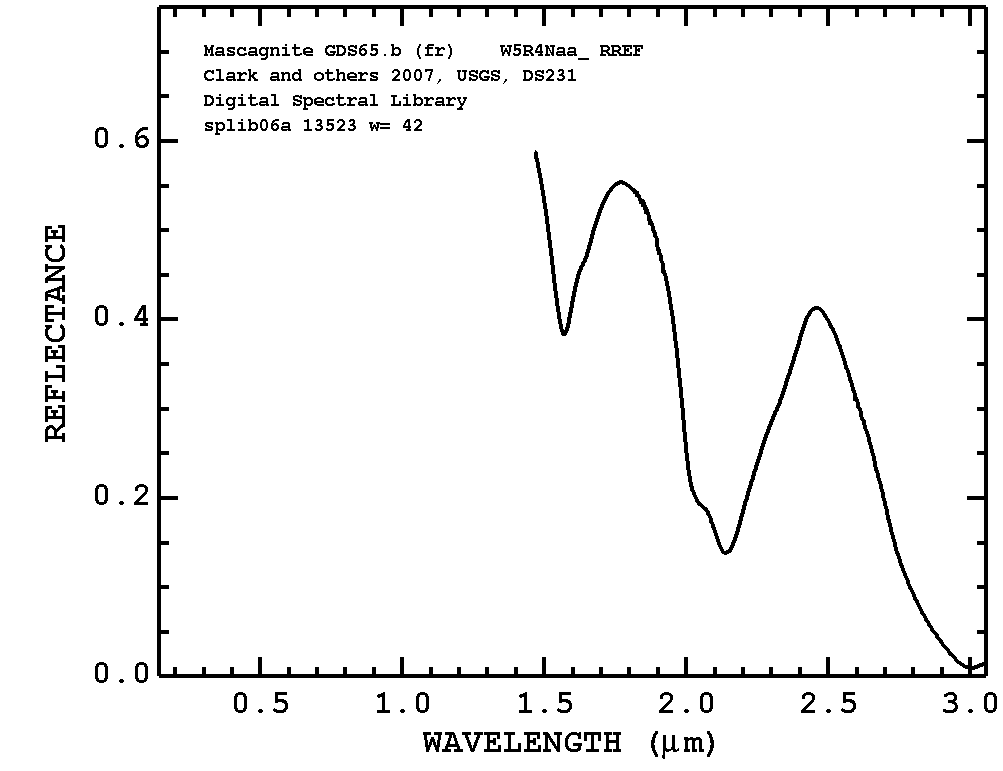 Mascagnite GDS65.b (fr) W5R4Naa_ RREF
Clark and others 2007, USGS, DS231
Digital Spectral Library
splib06a 13523 w= 42
0.6
0.4
0.2
0.0
REFLECTANCE
0.5 1.0 1.5 2.0 2.5 3.0
WAVELENGTH (μm)